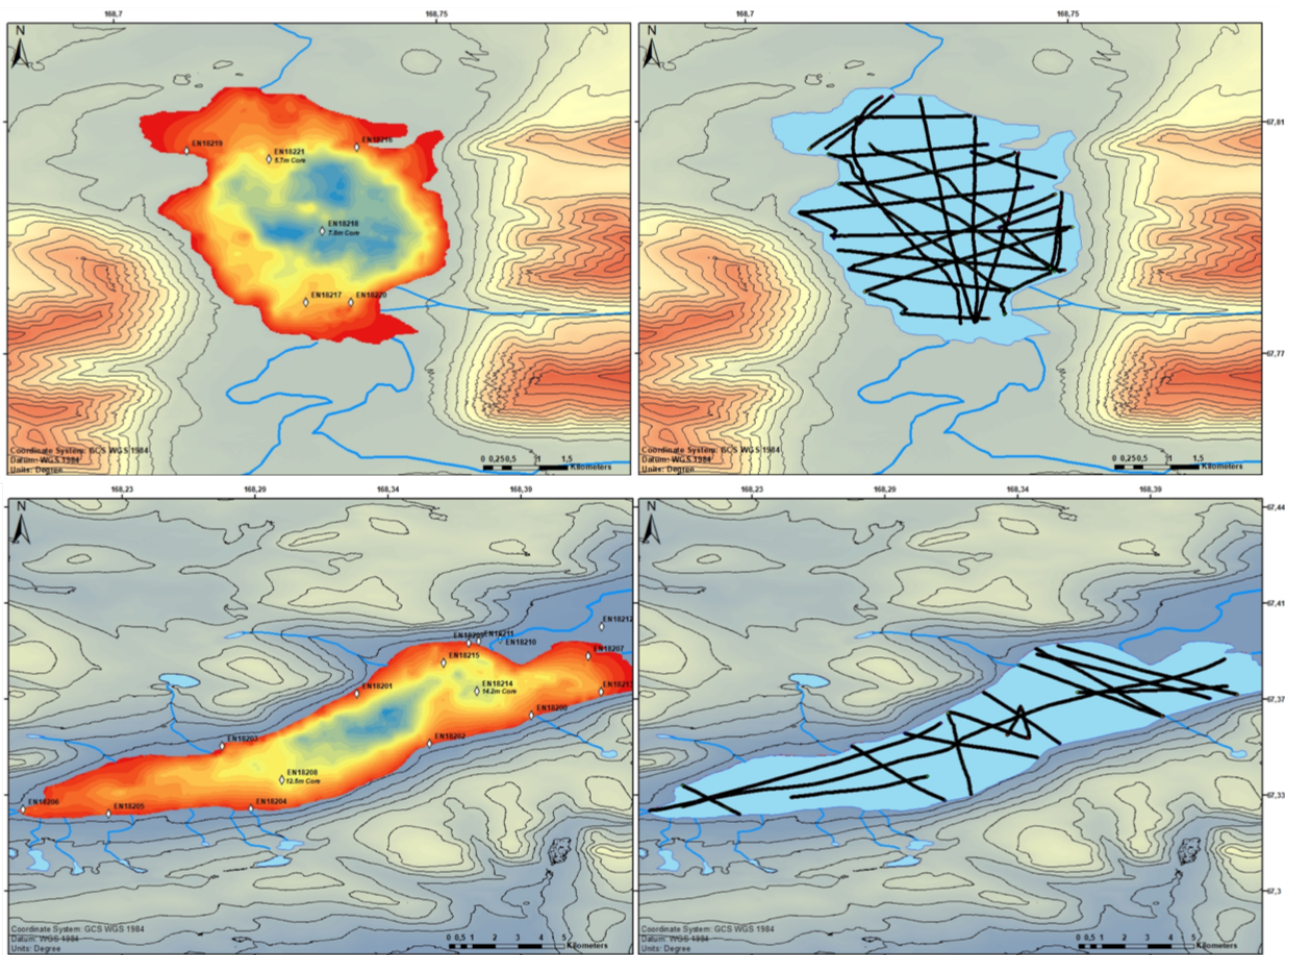 168,7 168,75 168,7 168,75
N
N
67,81
EN18219
EN18221
5.7m Core
EN18216
EN18218
7.8m Core
EN18217
EN18220
67,77
Coordinate System: GCS WGS 1984
Datum: WGS 1984
Units: Degree
0 0,25 0,5 1 1,5
Kilometers
Coordinate System: GCS WGS 1984
Datum: WGS 1984
Units: Degree
0 0,25 0,5 1 1,5
Kilometers
168,23 168,29 168,34 168,39 168,23 168,29 168,34 168,39
N
N
67,44
67,41
EN18212
EN18211
EN18210
EN18207
EN18215
EN18214
14.2m Core
EN18201
EN18200
67,37
EN18202
EN18203
EN18208
12.5m Core
EN18206
EN18205
EN18204
67,33
67,3
Coordinate System: GCS WGS 1984
Datum: WGS 1984
Units: Degree
0 0,5 1 2 3 4 5
Kilometers
Coordinate System: GCS WGS 1984
Datum: WGS 1984
Units: Degree
0 0,5 1 2 3 4 5
Kilometers